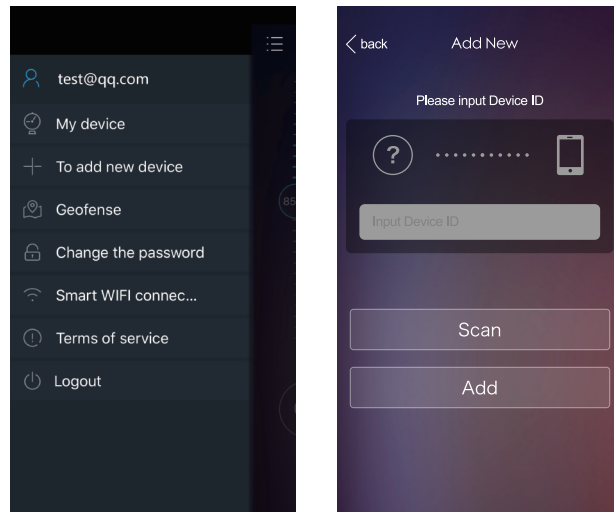 test@qq.com
My device
To add new device
Geofense
Change the password
Smart WIFI connec...
Terms of service
Logout
85
back
Add New
Please input Device ID
?
Input Device ID
Scan
Add